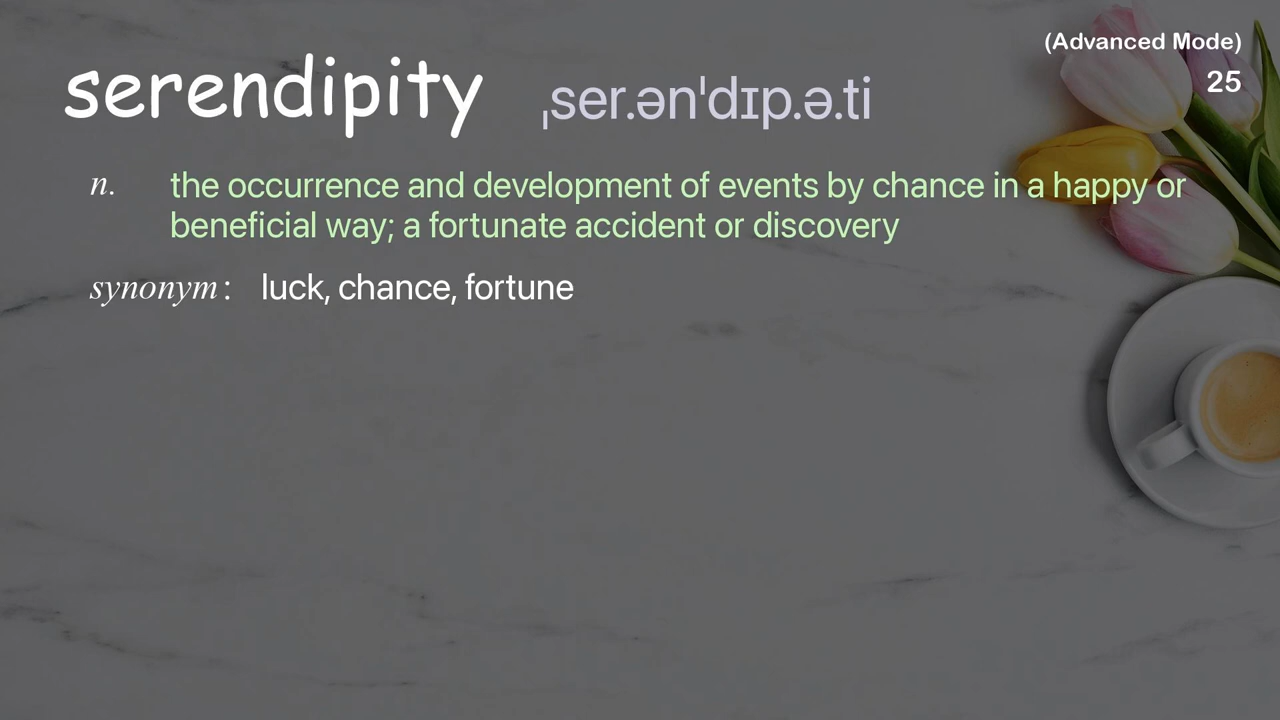 (Advanced Mode)
25
serendipity ˌser.ənˈdɪp.ə.ti
n. the occurrence and development of events by chance in a happy or
beneficial way; a fortunate accident or discovery
synonym : luck, chance, fortune